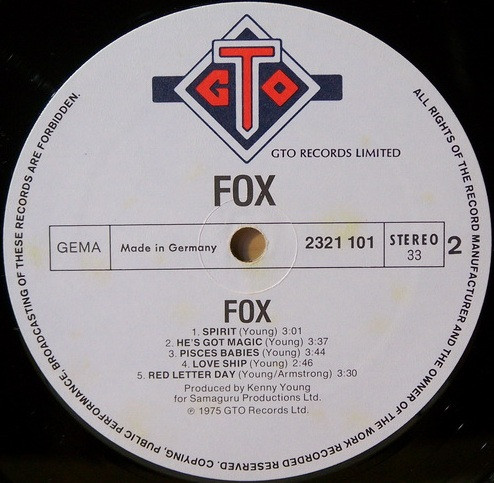 GTO
GTO RECORDS LIMITED
FOX
GEMA
Made in Germany
2321 101
STEREO
33
2
FOX
1. SPIRIT (Young) 3:01
2. HE'S GOT MAGIC (Young) 3:37
3. PISCES BABIES (Young) 3:44
4. LOVE SHIP (Young) 2:46
5. RED LETTER DAY (Young/Armstrong) 3:30
Produced by Kenny Young
for Samaguru Productions Ltd.
℗ 1975 GTO Records Ltd.
ALL RIGHTS OF THE RECORD MANUFACTURER AND THE OWNER OF THE WORK RECORDED RESERVED. COPYING, PUBLIC PERFORMANCE, BROADCASTING OF THESE RECORDS ARE FORBIDDEN.